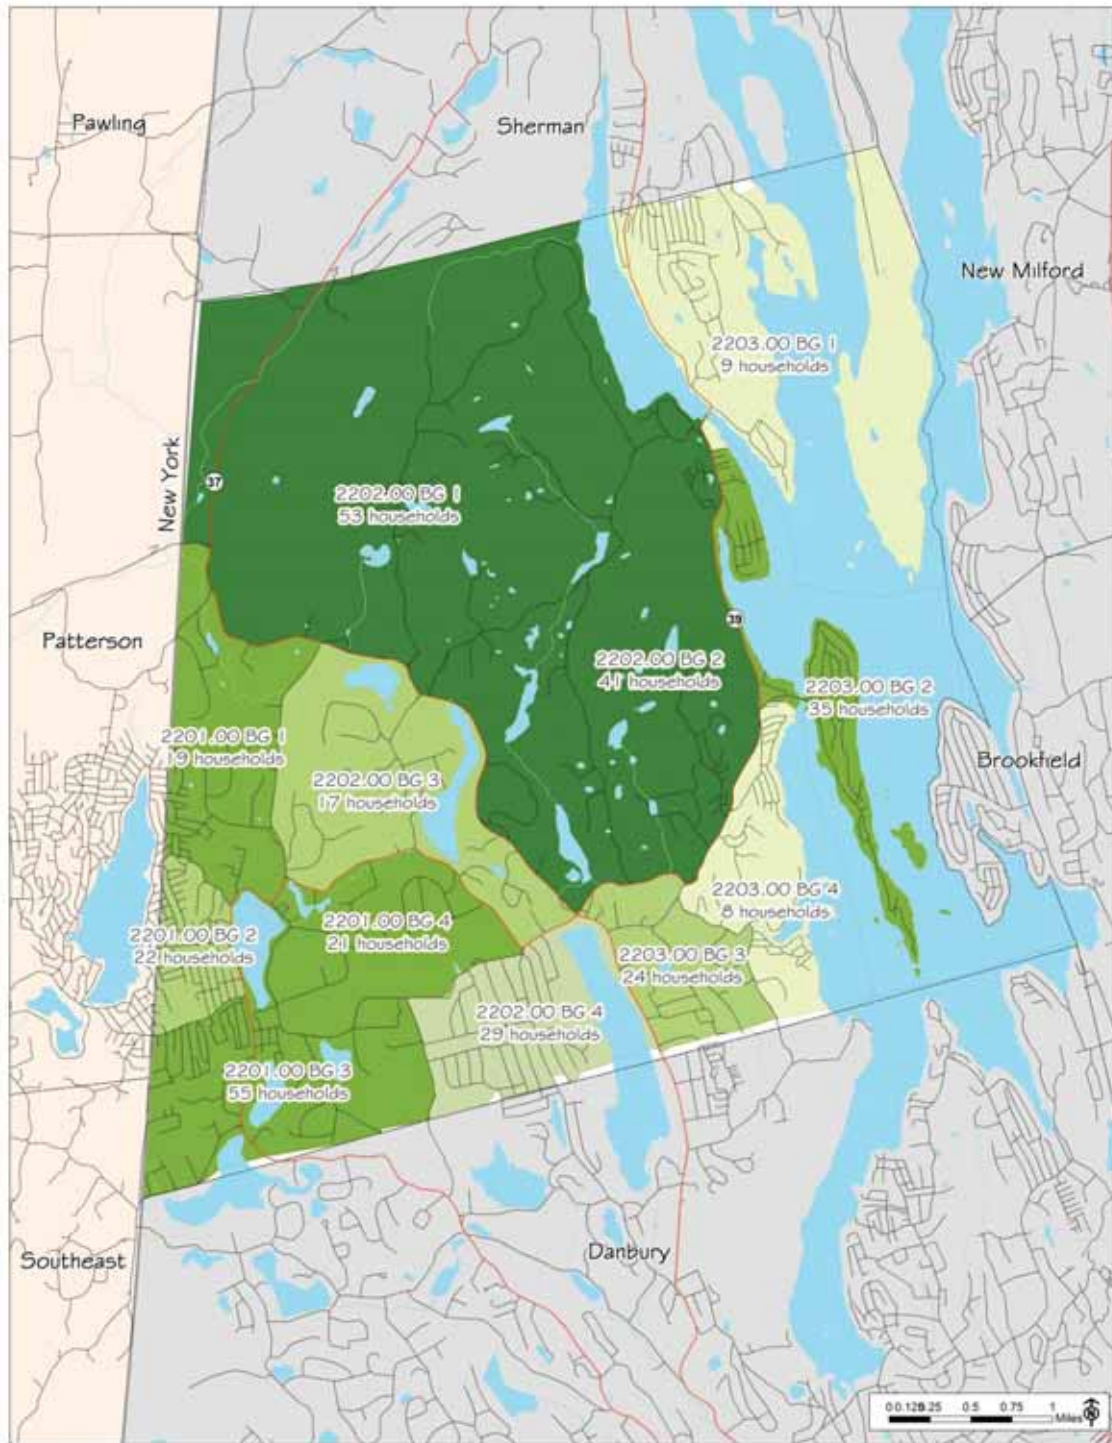 Pawling
Sherman
New Milford
2203.00 BG 1
9 households
New York
37
2202.00 BG 1
53 households
39
Patterson
2202.00 BG 2
41 households
2203.00 BG 2
35 households
2201.00 BG 1
19 households
2202.00 BG 3
17 households
Brookfield
2203.00 BG 4
8 households
2201.00 BG 4
21 households
2201.00 BG 2
22 households
2203.00 BG 3
24 households
2202.00 BG 4
29 households
2201.00 BG 3
55 households
Southeast
Danbury
0 0.125 0.25 0.5 0.75 1
Miles
N